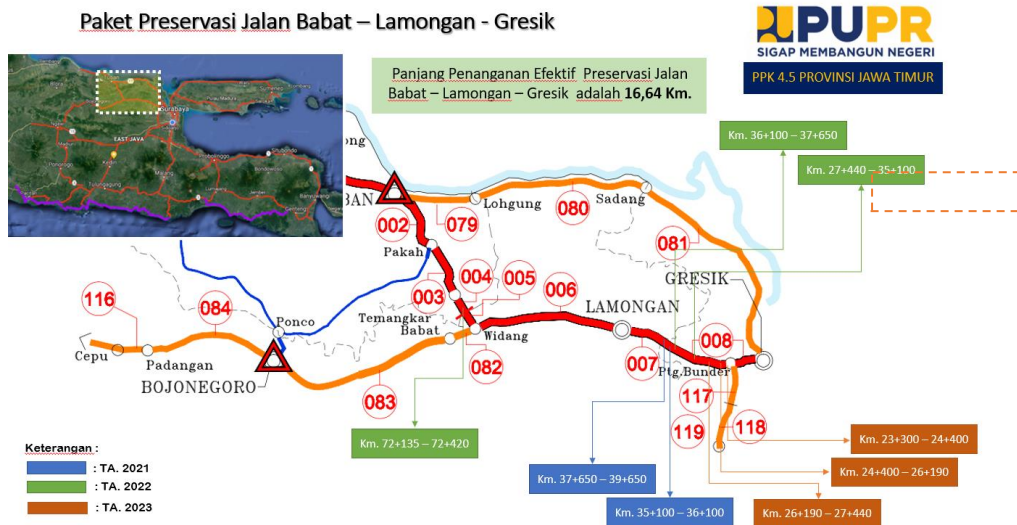 Paket Preservasi Jalan Babat – Lamongan - Gresik
PUPR
SIGAP MEMBANGUN NEGERI
PPK 4.5 PROVINSI JAWA TIMUR
Panjang Penanganan Efektif Preservasi Jalan
Babat – Lamongan – Gresik adalah 16,64 Km.
Surabaya
EAST JAVA
Malang
Tulungagung
Km. 36+100 – 37+650
Km. 27+440 – 35+100
ong
BAN
002
079
Lohgung
080
Sadang
081
Pakah
GRESIK
003
004
005
006
LAMONGAN
116
084
Ponco
Temangkar
Babat
Widang
082
007
008
Ptg.Bunder
Cepu
Padangan
BOJONEGORO
083
117
119
118
Km. 72+135 – 72+420
Km. 23+300 – 24+400
Km. 24+400 – 26+190
Km. 37+650 – 39+650
Km. 35+100 – 36+100
Km. 26+190 – 27+440
Keterangan :
: TA. 2021
: TA. 2022
: TA. 2023